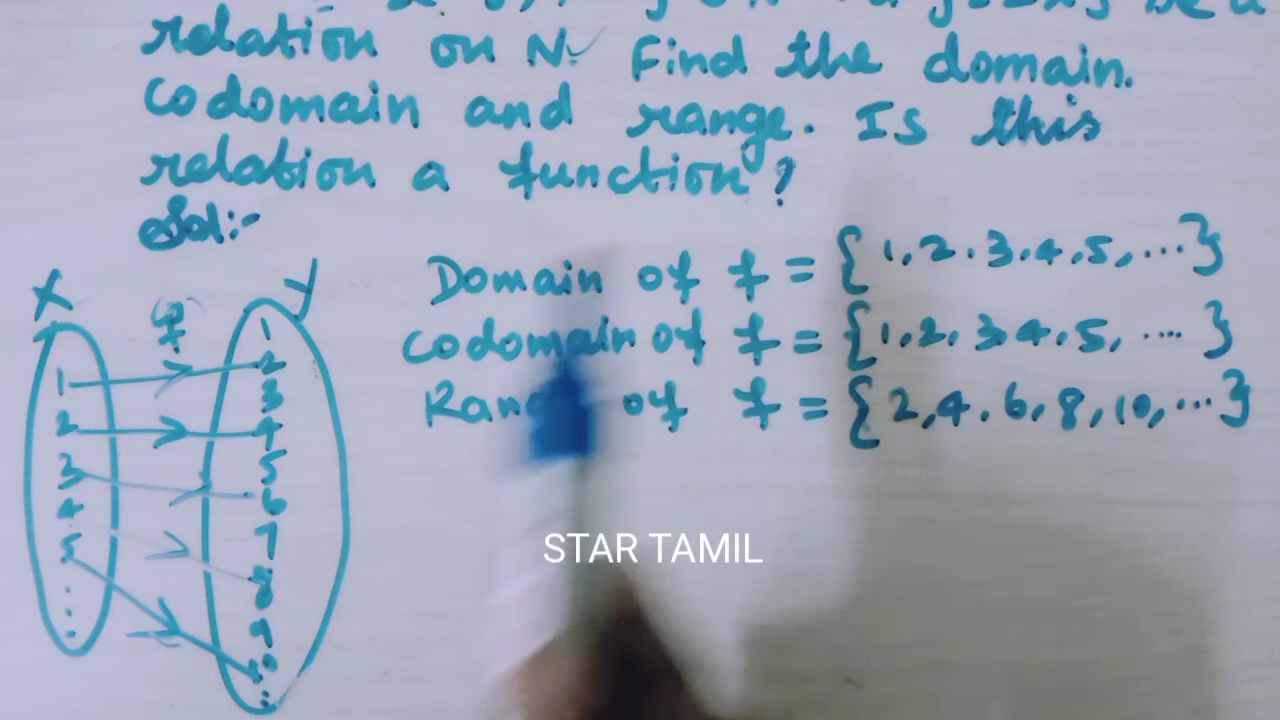 relation on N. Find the domain.
codomain and range. Is this
relation a function?
Sol:-
X
f
Y
Domain of f = {1, 2, 3, 4, 5, ...}
codomain of f = {1, 2, 3, 4, 5, ....}
of f = {2, 4, 6, 8, 10, ...}
1
2
3
4
5
...
1
2
3
4
5
6
7
8
9
10
...
STAR TAMIL